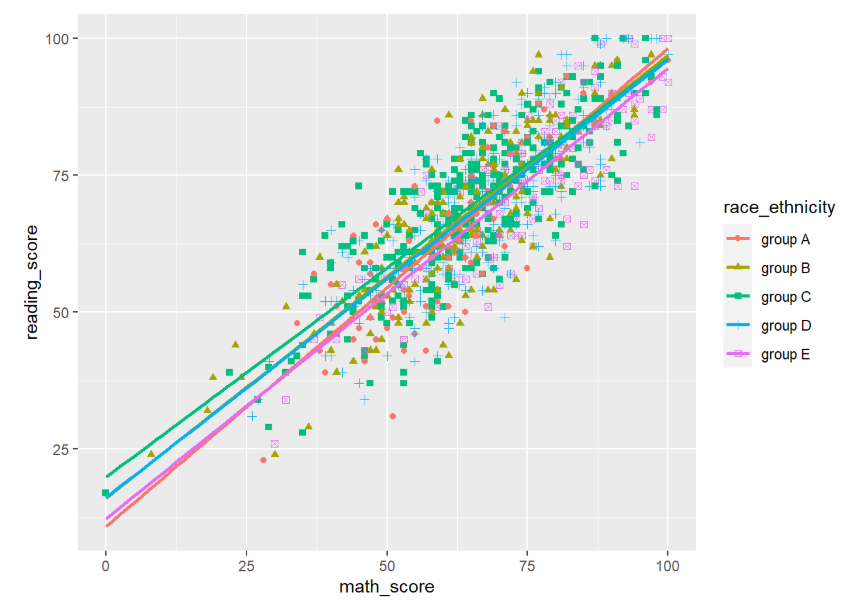 100
75
50
25
reading_score
0 25 50 75 100
math_score
race_ethnicity
group A
group B
group C
group D
group E